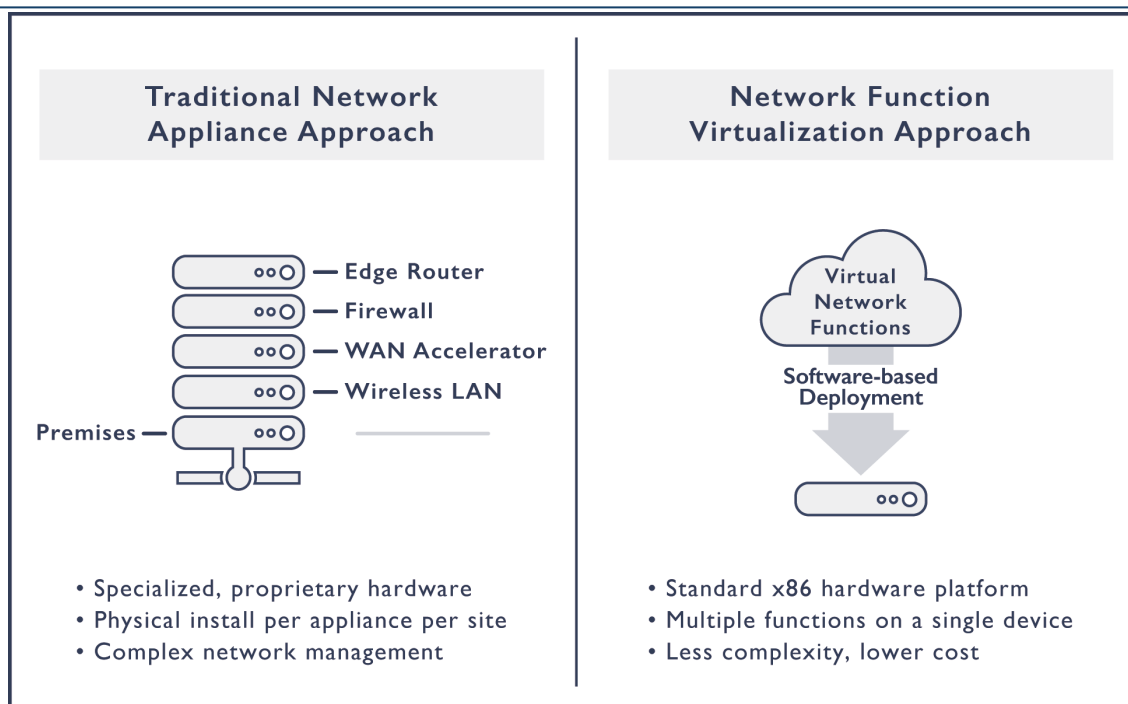 Traditional Network
Appliance Approach
Edge Router
Firewall
WAN Accelerator
Wireless LAN
Premises
• Specialized, proprietary hardware
• Physical install per appliance per site
• Complex network management
Network Function
Virtualization Approach
Virtual
Network
Functions
Software-based
Deployment
• Standard x86 hardware platform
• Multiple functions on a single device
• Less complexity, lower cost